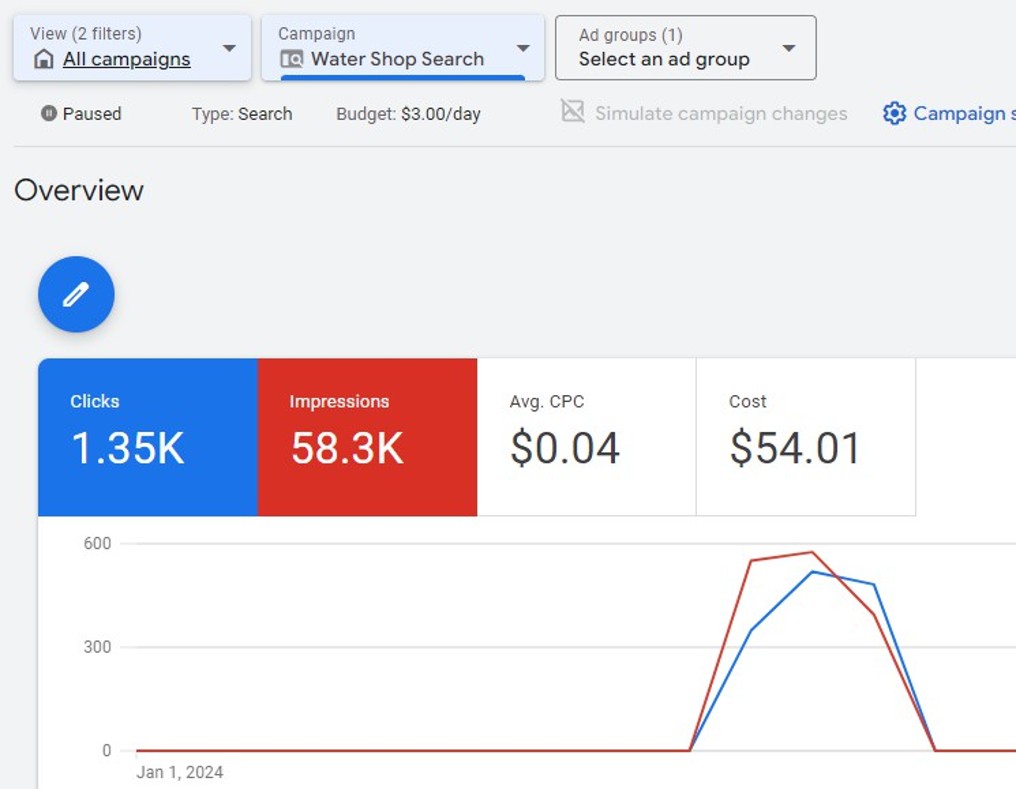 View (2 filters)
All campaigns
Campaign
Water Shop Search
Ad groups (1)
Select an ad group
Paused
Type: Search
Budget: $3.00/day
Simulate campaign changes
Campaign s
Overview
Clicks
1.35K
Impressions
58.3K
Avg. CPC
$0.04
Cost
$54.01
600
300
0
Jan 1, 2024